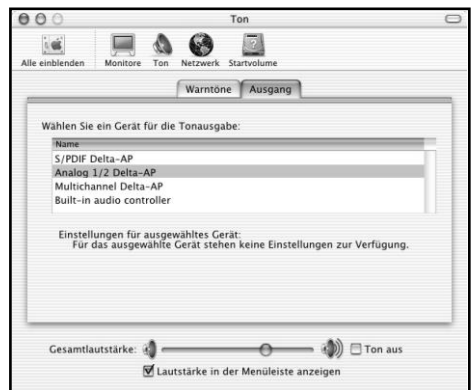 Ton
Alle einblenden Monitore Ton Netzwerk Startvolume
Warntöne Ausgang
Wählen Sie ein Gerät für die Tonausgabe:
Name
S/PDIF Delta-AP
Analog 1/2 Delta-AP
Multichannel Delta-AP
Built-in audio controller
Einstellungen für ausgewähltes Gerät:
Für das ausgewählte Gerät stehen keine Einstellungen zur Verfügung.
Gesamtlautstärke: Ton aus
Lautstärke in der Menüleiste anzeigen